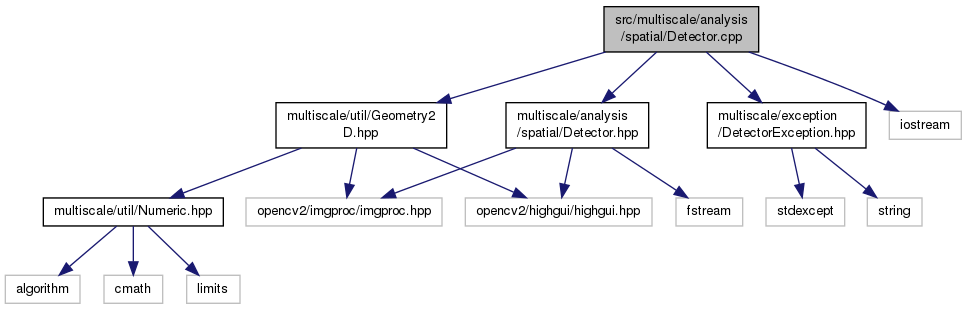 src/multiscale/analysis
/spatial/Detector.cpp
multiscale/util/Geometry2
D.hpp
multiscale/analysis
/spatial/Detector.hpp
multiscale/exception
/DetectorException.hpp
iostream
multiscale/util/Numeric.hpp
opencv2/imgproc/imgproc.hpp
opencv2/highgui/highgui.hpp
fstream
stdexcept
string
algorithm
cmath
limits